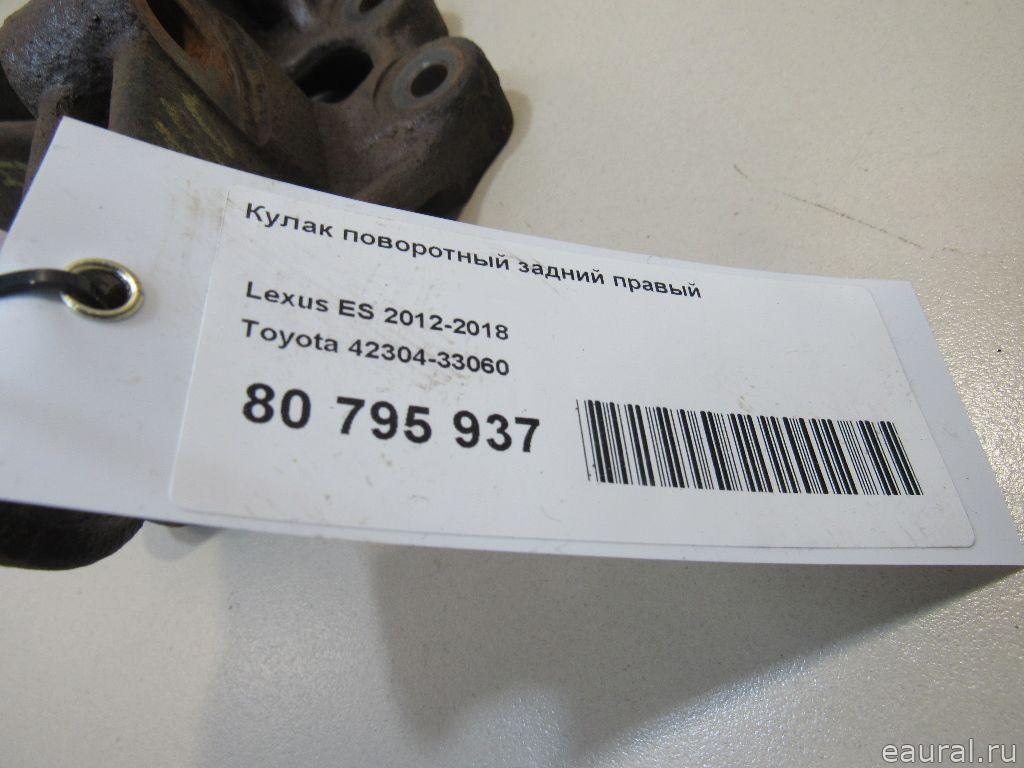 Кулак поворотный задний правый
Lexus ES 2012-2018
Toyota 42304-33060
80 795 937
eaural.ru